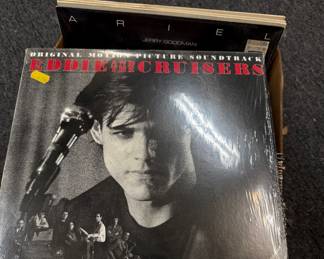 ARIEL
JERRY GOODMAN
ORIGINAL MOTION PICTURE SOUNDTRACK
EDDIE AND THE CRUISERS